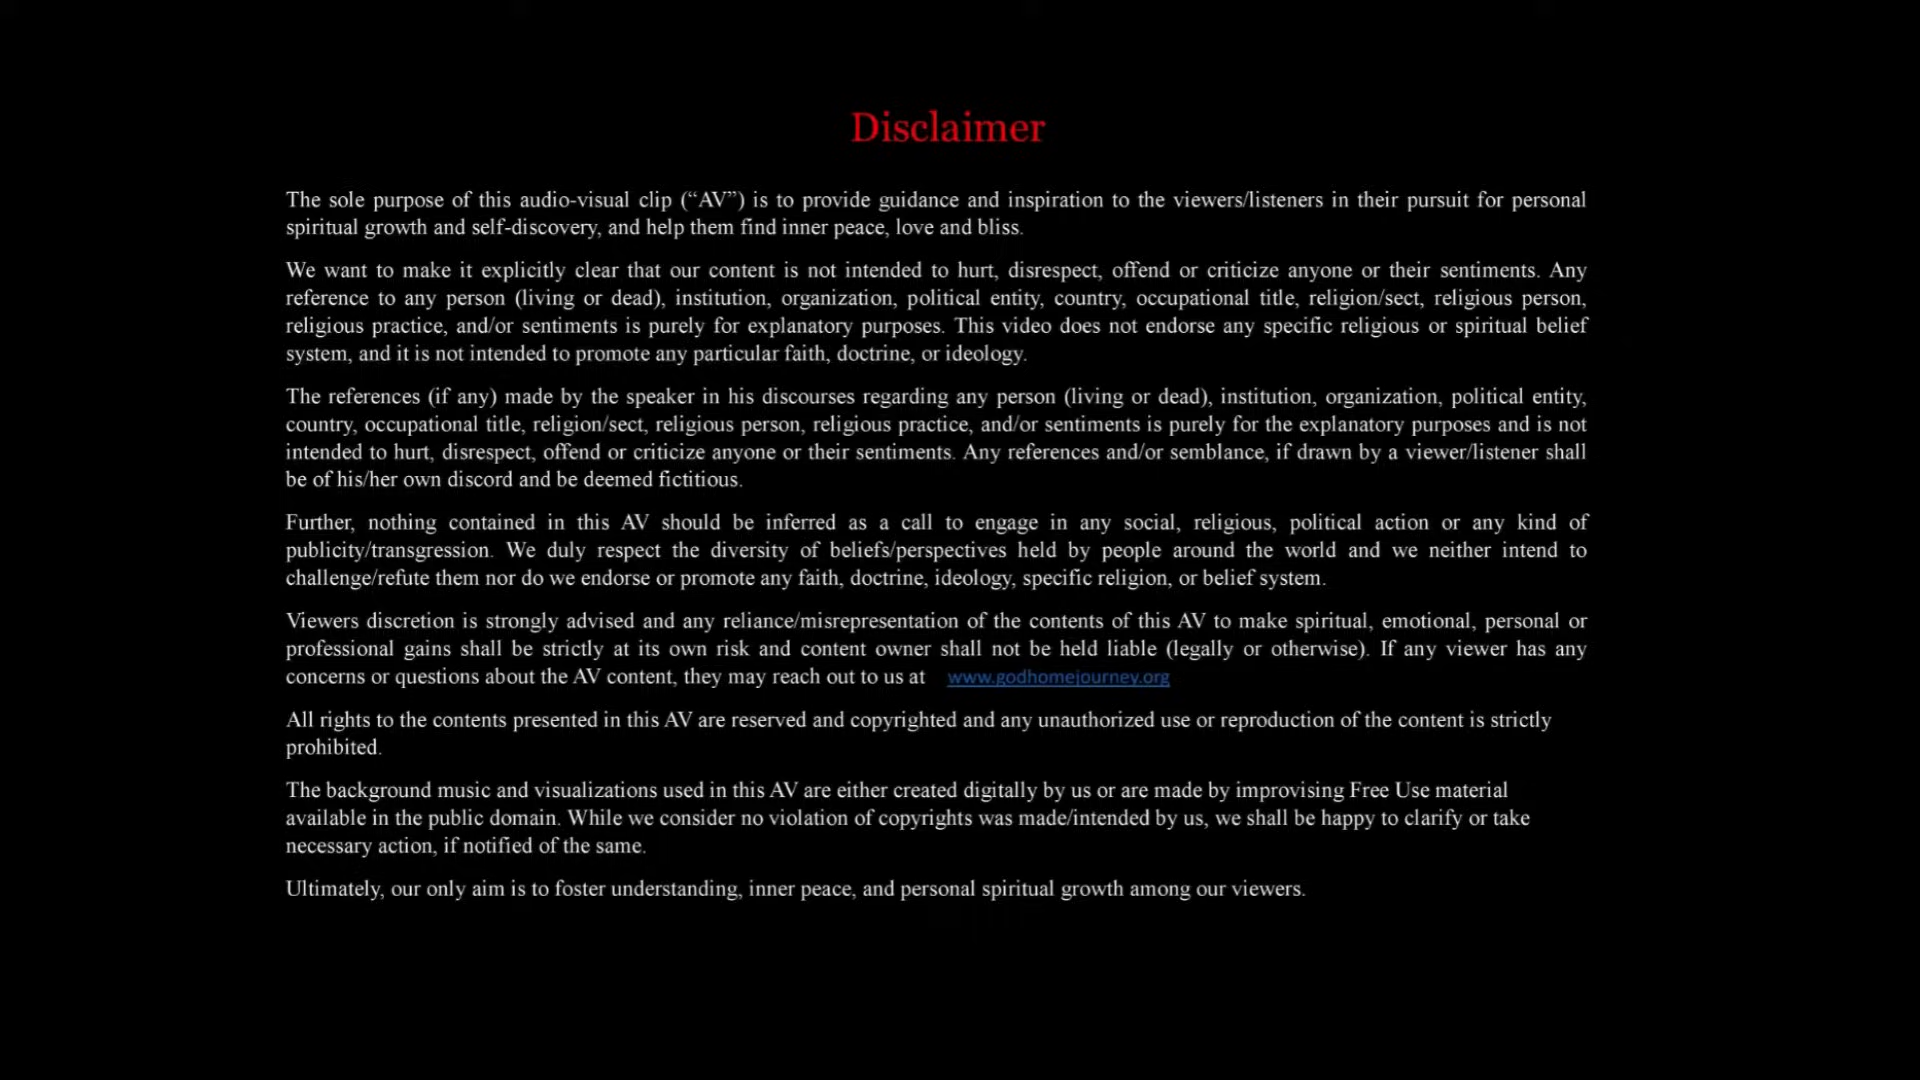 Disclaimer
The sole purpose of this audio-visual clip (“AV”) is to provide guidance and inspiration to the viewers/listeners in their pursuit for personal
spiritual growth and self-discovery, and help them find inner peace, love and bliss.
We want to make it explicitly clear that our content is not intended to hurt, disrespect, offend or criticize anyone or their sentiments. Any
reference to any person (living or dead), institution, organization, political entity, country, occupational title, religion/sect, religious person,
religious practice, and/or sentiments is purely for explanatory purposes. This video does not endorse any specific religious or spiritual belief
system, and it is not intended to promote any particular faith, doctrine, or ideology.
The references (if any) made by the speaker in his discourses regarding any person (living or dead), institution, organization, political entity,
country, occupational title, religion/sect, religious person, religious practice, and/or sentiments is purely for the explanatory purposes and is not
intended to hurt, disrespect, offend or criticize anyone or their sentiments. Any references and/or semblance, if drawn by a viewer/listener shall
be of his/her own discord and be deemed fictitious.
Further, nothing contained in this AV should be inferred as a call to engage in any social, religious, political action or any kind of
publicity/transgression. We duly respect the diversity of beliefs/perspectives held by people around the world and we neither intend to
challenge/refute them nor do we endorse or promote any faith, doctrine, ideology, specific religion, or belief system.
Viewers discretion is strongly advised and any reliance/misrepresentation of the contents of this AV to make spiritual, emotional, personal or
professional gains shall be strictly at its own risk and content owner shall not be held liable (legally or otherwise). If any viewer has any
concerns or questions about the AV content, they may reach out to us at www.godhomejourney.org
All rights to the contents presented in this AV are reserved and copyrighted and any unauthorized use or reproduction of the content is strictly
prohibited.
The background music and visualizations used in this AV are either created digitally by us or are made by improvising Free Use material
available in the public domain. While we consider no violation of copyrights was made/intended by us, we shall be happy to clarify or take
necessary action, if notified of the same.
Ultimately, our only aim is to foster understanding, inner peace, and personal spiritual growth among our viewers.